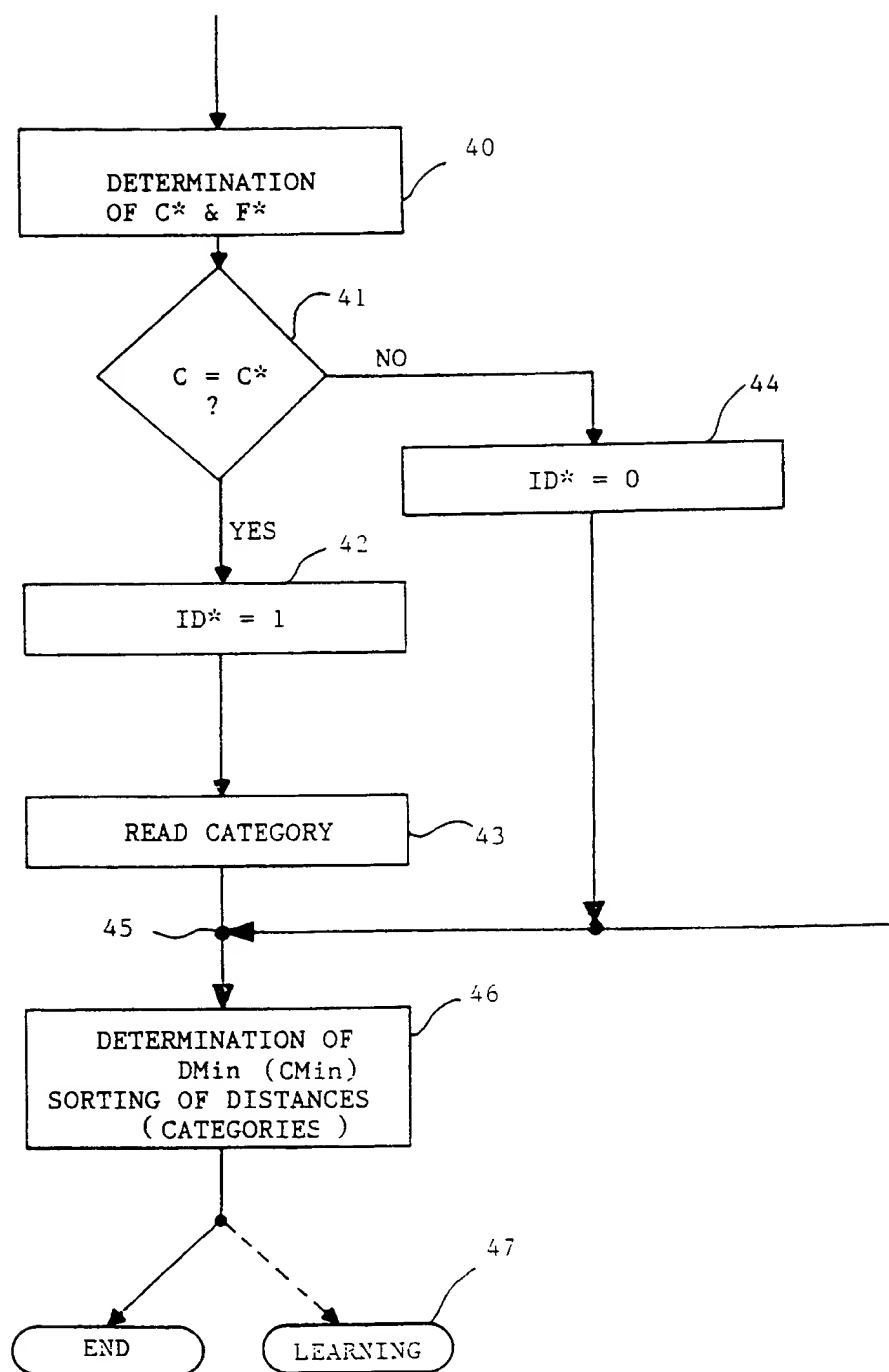 40
DETERMINATION
OF C* & F*
41
C = C*
?
NO
44
ID* = 0
YES
42
ID* = 1
READ CATEGORY
43
45
46
DETERMINATION OF
DMin (CMin)
SORTING OF DISTANCES
( CATEGORIES )
47
END
LEARNING